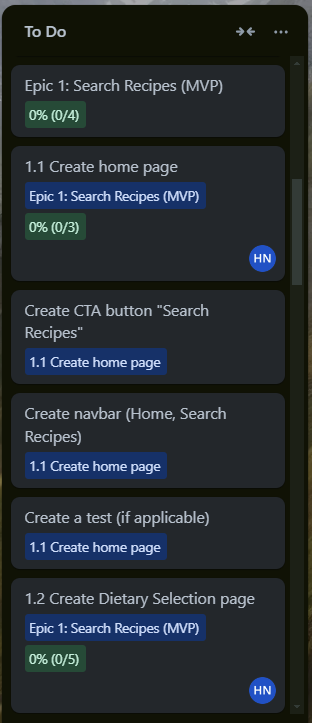 To Do
Epic 1: Search Recipes (MVP)
0% (0/4)
1.1 Create home page
Epic 1: Search Recipes (MVP)
0% (0/3)
HN
Create CTA button "Search
Recipes"
1.1 Create home page
Create navbar (Home, Search
Recipes)
1.1 Create home page
Create a test (if applicable)
1.1 Create home page
1.2 Create Dietary Selection page
Epic 1: Search Recipes (MVP)
0% (0/5)
HN